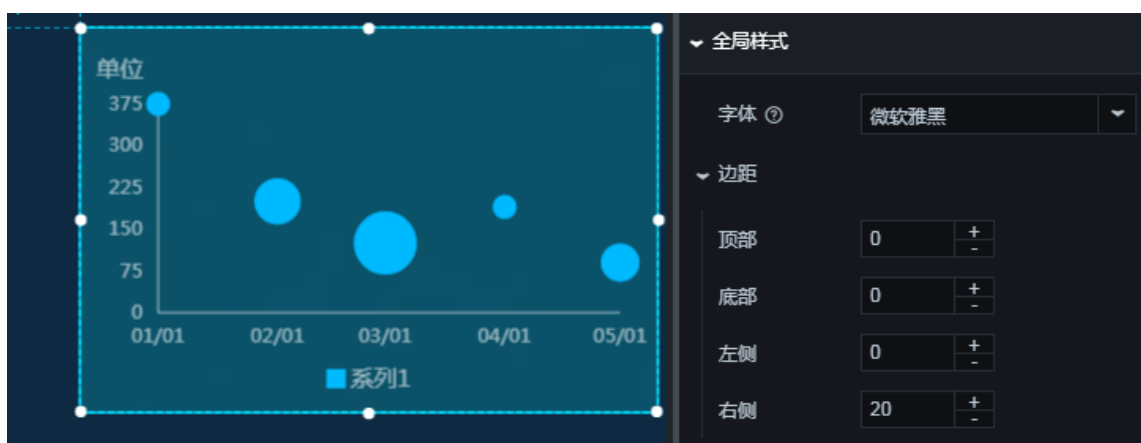 单位
375
300
225
150
75
0
01/01 02/01 03/01 04/01 05/01
系列1
全局样式
字体 ?
微软雅黑
边距
顶部 0 + -
底部 0 + -
左侧 0 + -
右侧 20 + -